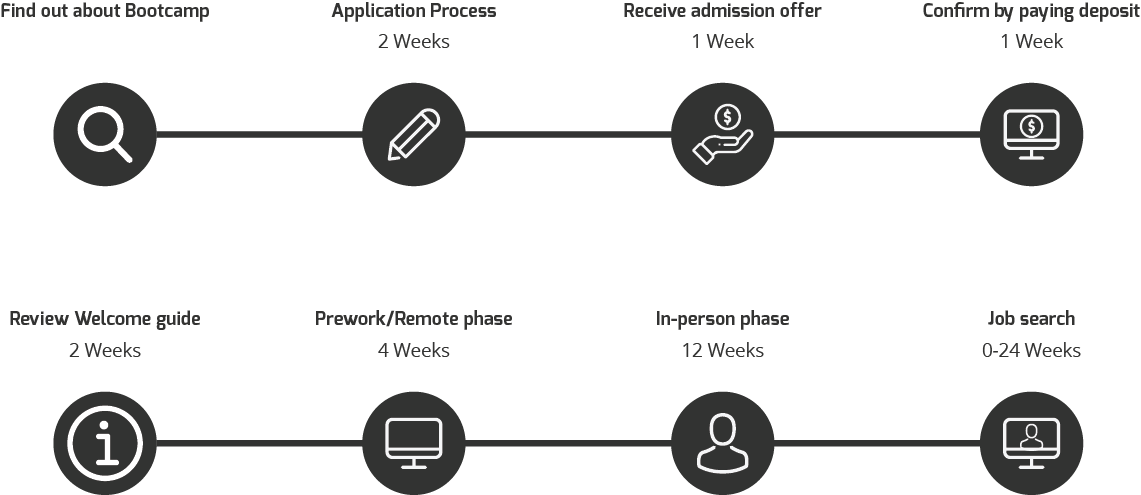 Find out about Bootcamp
Application Process
2 Weeks
Receive admission offer
1 Week
Confirm by paying deposit
1 Week
$
$
Review Welcome guide
2 Weeks
Prework/Remote phase
4 Weeks
In-person phase
12 Weeks
Job search
0-24 Weeks